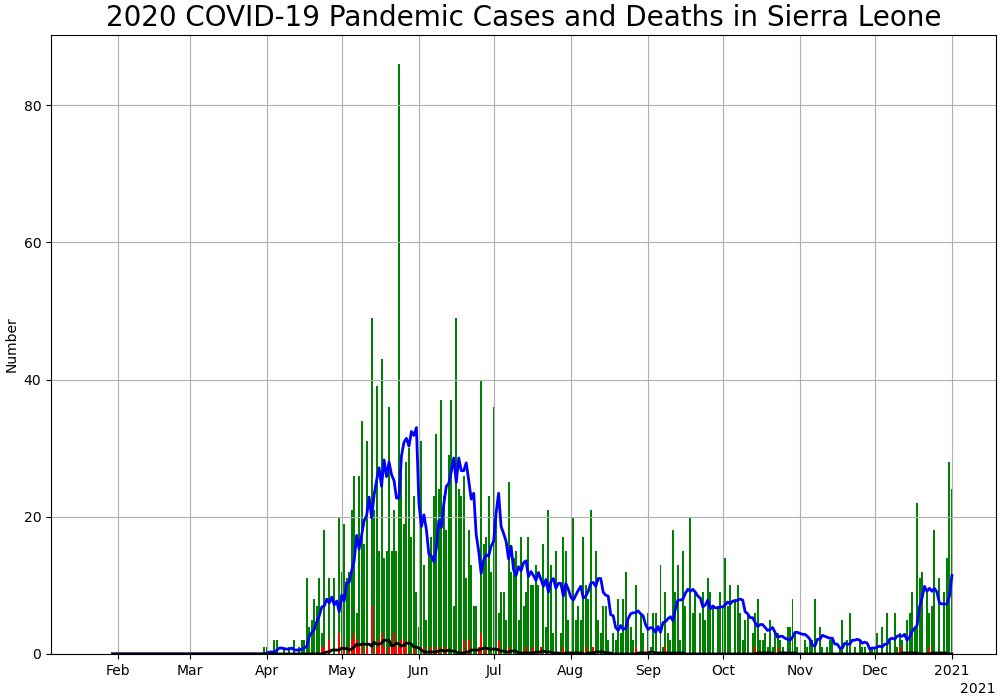 2020 COVID-19 Pandemic Cases and Deaths in Sierra Leone
80
60
40
20
0
Number
Feb Mar Apr May Jun Jul Aug Sep Oct Nov Dec 2021
2021